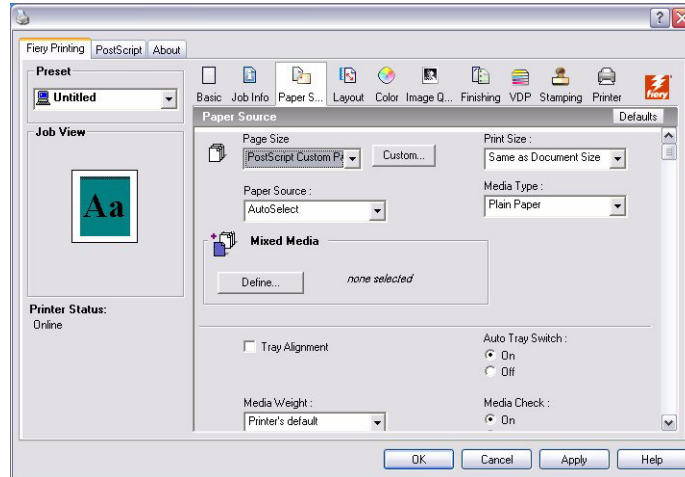 Fiery Printing PostScript About
Preset
Untitled
Basic Job Info Paper S... Layout Color Image Q... Finishing VDP Stamping Printer
fiery
Paper Source Defaults
Job View
Aa
Printer Status:
Online
Page Size Print Size :
PostScript Custom Pa Custom... Same as Document Size
Paper Source : Media Type :
AutoSelect Plain Paper
Mixed Media
Define... none selected
Tray Alignment Auto Tray Switch :
On
Off
Media Weight : Media Check :
Printer's default On
OK Cancel Apply Help